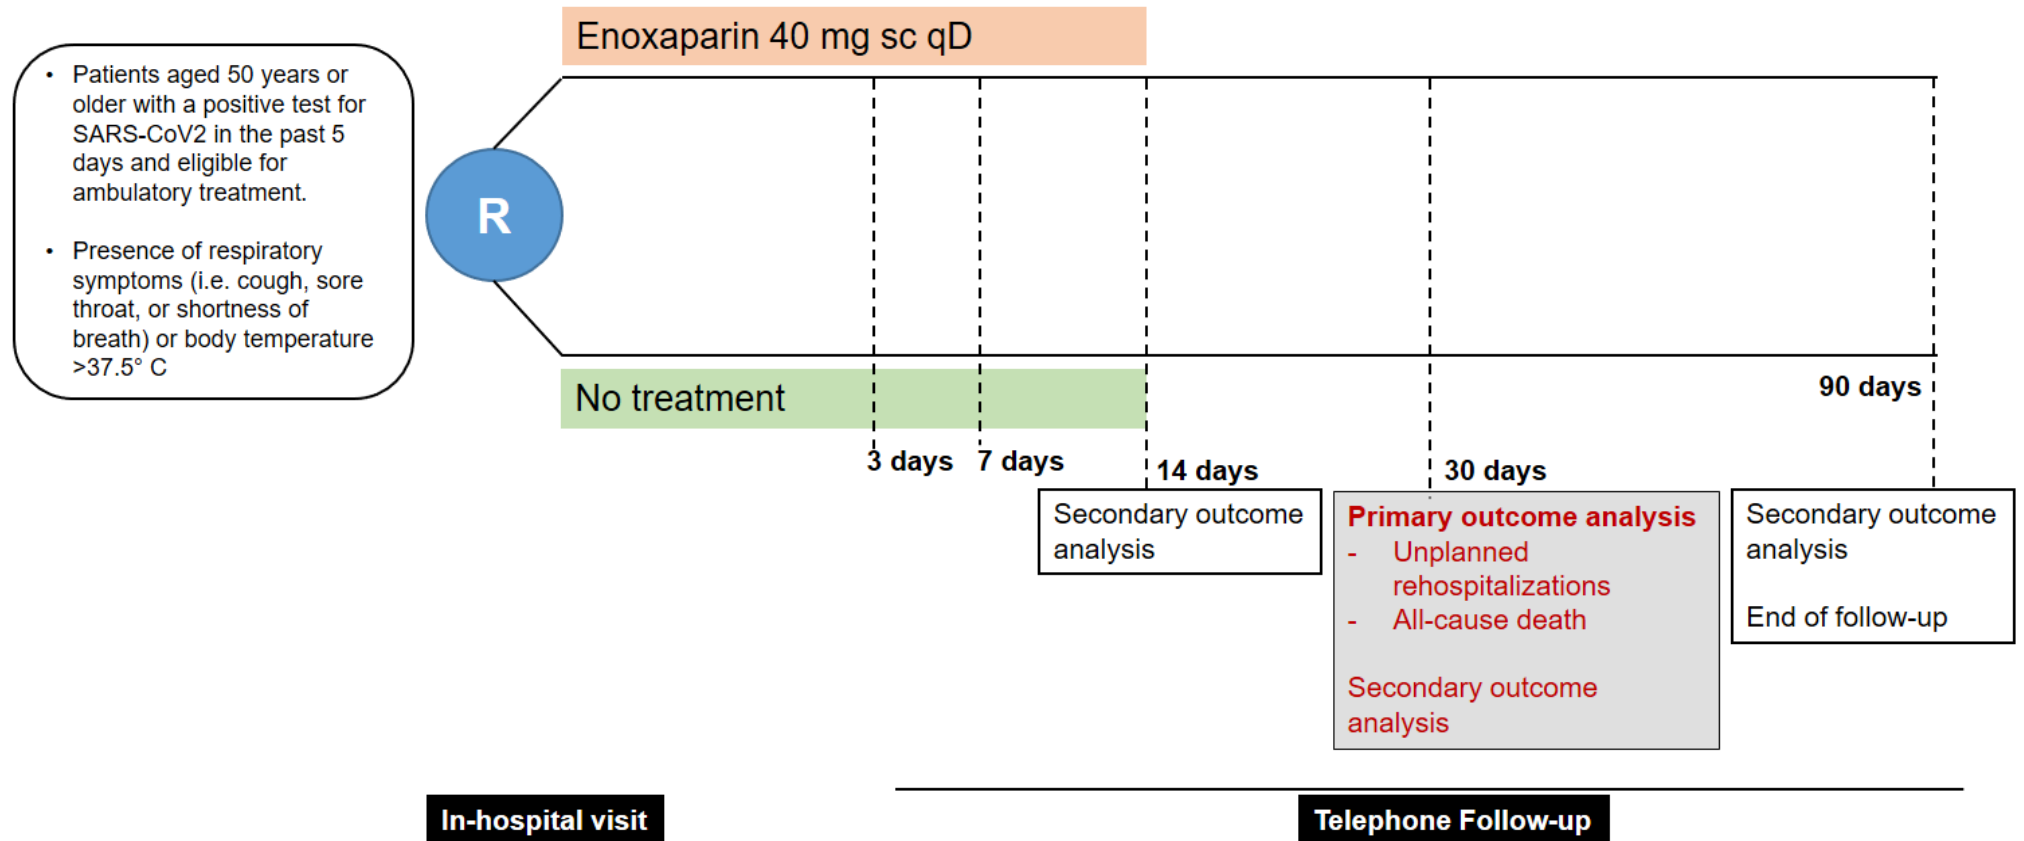 Enoxaparin 40 mg sc qD
• Patients aged 50 years or
older with a positive test for
SARS-CoV2 in the past 5
days and eligible for
ambulatory treatment.
• Presence of respiratory
symptoms (i.e. cough, sore
throat, or shortness of
breath) or body temperature
>37.5° C
R
No treatment
90 days
3 days
7 days
14 days
30 days
Secondary outcome
analysis
Primary outcome analysis
- Unplanned
rehospitalizations
- All-cause death
Secondary outcome
analysis
Secondary outcome
analysis
End of follow-up
In-hospital visit
Telephone Follow-up